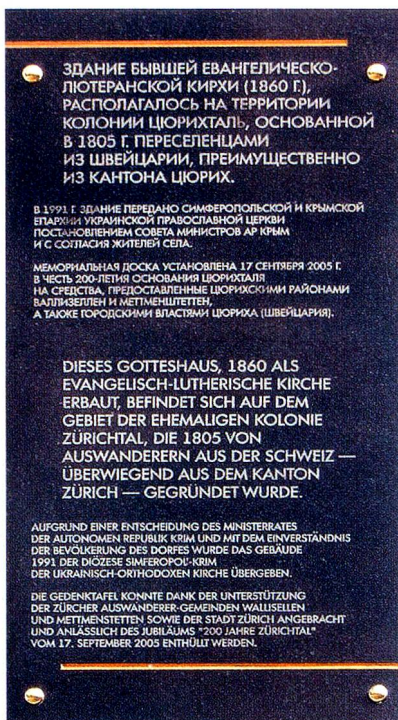 ЗДАНИЕ БЫВШЕЙ ЕВАНГЕЛИЧЕСКО-
ЛЮТЕРАНСКОЙ КИРХИ (1860 Г.),
РАСПОЛАГАЛОСЬ НА ТЕРРИТОРИИ
КОЛОНИИ ЦЮРИХТАЛЬ, ОСНОВАННОЙ
В 1805 Г. ПЕРЕСЕЛЕНЦАМИ
ИЗ ШВЕЙЦАРИИ, ПРЕИМУЩЕСТВЕННО
ИЗ КАНТОНА ЦЮРИХ.
В 1991 Г. ЗДАНИЕ ПЕРЕДАНО СИМФЕРОПОЛЬСКОЙ И КРЫМСКОЙ
ЕПАРХИИ УКРАИНСКОЙ ПРАВОСЛАВНОЙ ЦЕРКВИ
ПОСТАНОВЛЕНИЕМ СОВЕТА МИНИСТРОВ АР КРЫМ
И С СОГЛАСИЯ ЖИТЕЛЕЙ СЕЛА.
МЕМОРИАЛЬНАЯ ДОСКА УСТАНОВЛЕНА 17 СЕНТЯБРЯ 2005 Г.
В ЧЕСТЬ 200-ЛЕТИЯ ОСНОВАНИЯ ЦЮРИХТАЛЯ
НА СРЕДСТВА, ПРЕДОСТАВЛЕННЫЕ ЦЮРИХСКИМИ РАЙОНАМИ
ВАЛЛИЗЕЛЛЕН И МЕТТМЕНШТЕТТЕН,
А ТАКЖЕ ГОРОДСКИМИ ВЛАСТЯМИ ЦЮРИХА (ШВЕЙЦАРИЯ).
DIESES GOTTESHAUS, 1860 ALS
EVANGELISCH-LUTHERISCHE KIRCHE
ERBAUT, BEFINDET SICH AUF DEM
GEBIET DER EHEMALIGEN KOLONIE
ZÜRICHTAL, DIE 1805 VON
AUSWANDERERN AUS DER SCHWEIZ —
ÜBERWIEGEND AUS DEM KANTON
ZÜRICH — GEGRÜNDET WURDE.
AUFGRUND EINER ENTSCHEIDUNG DES MINISTERRATES
DER AUTONOMEN REPUBLIK KRIM UND MIT DEM EINVERSTÄNDNIS
DER BEVÖLKERUNG DES DORFES WURDE DAS GEBÄUDE
1991 DER DIÖZESE SIMFEROPOL'-KRIM
DER UKRAINISCH-ORTHODOXEN KIRCHE ÜBERGEBEN.
DIE GEDENKTAFEL KONNTE DANK DER UNTERSTÜTZUNG
DER ZÜRCHER AUSWANDERER-GEMEINDEN WALLISELLEN
UND METTMENSTETTEN SOWIE DER STADT ZÜRICH ANGEBRACHT
UND ANLÄSSLICH DES JUBILÄUMS "200 JAHRE ZÜRICHTAL"
VOM 17. SEPTEMBER 2005 ENTHÜLLT WERDEN.